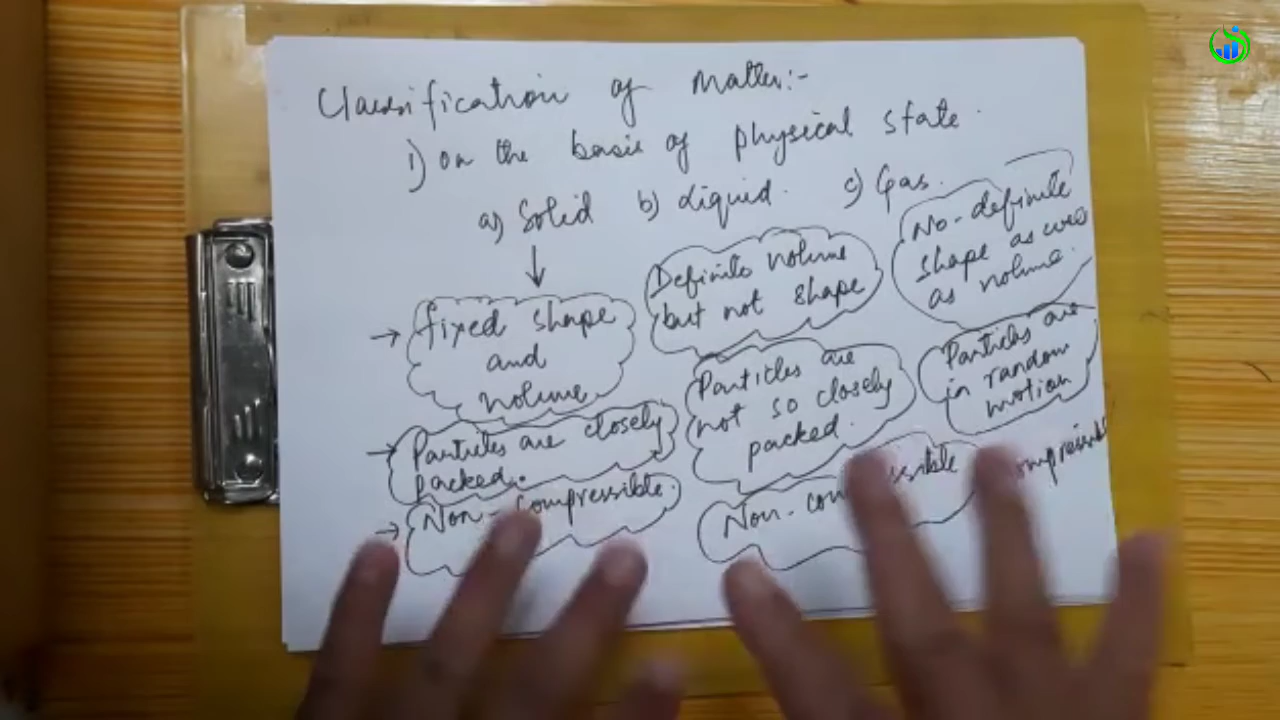 Classification of Matter:-
1) On the basis of physical state.
a) Solid b) Liquid. c) Gas.
fixed shape
and
volume
Particles are closely
packed.
Non-compressible.
Definite volume
but not shape
Particles are
not so closely
packed.
No-definite
shape as well
as volume.
Particles are
in random
motion